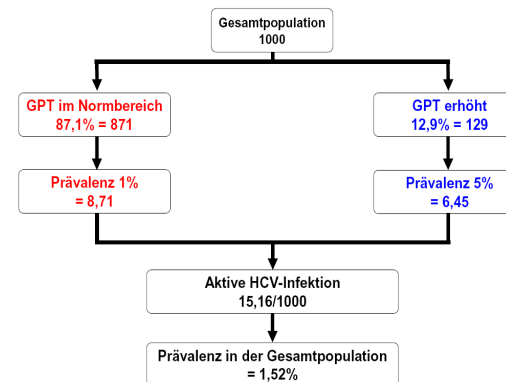 Gesamtpopulation
1000
GPT im Normbereich
87,1% = 871
GPT erhöht
12,9% = 129
Prävalenz 1%
= 8,71
Prävalenz 5%
= 6,45
Aktive HCV-Infektion
15,16/1000
Prävalenz in der Gesamtpopulation
= 1,52%